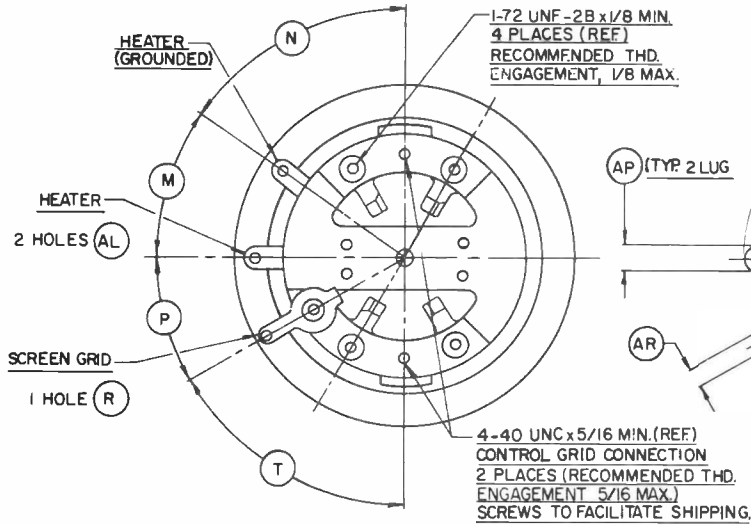 N
1-72 UNF-2B x 1/8 MIN.
4 PLACES (REF)
RECOMMENDED THD.
ENGAGEMENT, 1/8 MAX.
HEATER
(GROUNDED)
M
AP (TYP. 2 LUG
HEATER
2 HOLES AL
P
SCREEN GRID
1 HOLE R
AR
T
4-40 UNC x 5/16 MIN. (REF.)
CONTROL GRID CONNECTION
2 PLACES (RECOMMENDED THD.
ENGAGEMENT 5/16 MAX.)
SCREWS TO FACILITATE SHIPPING.